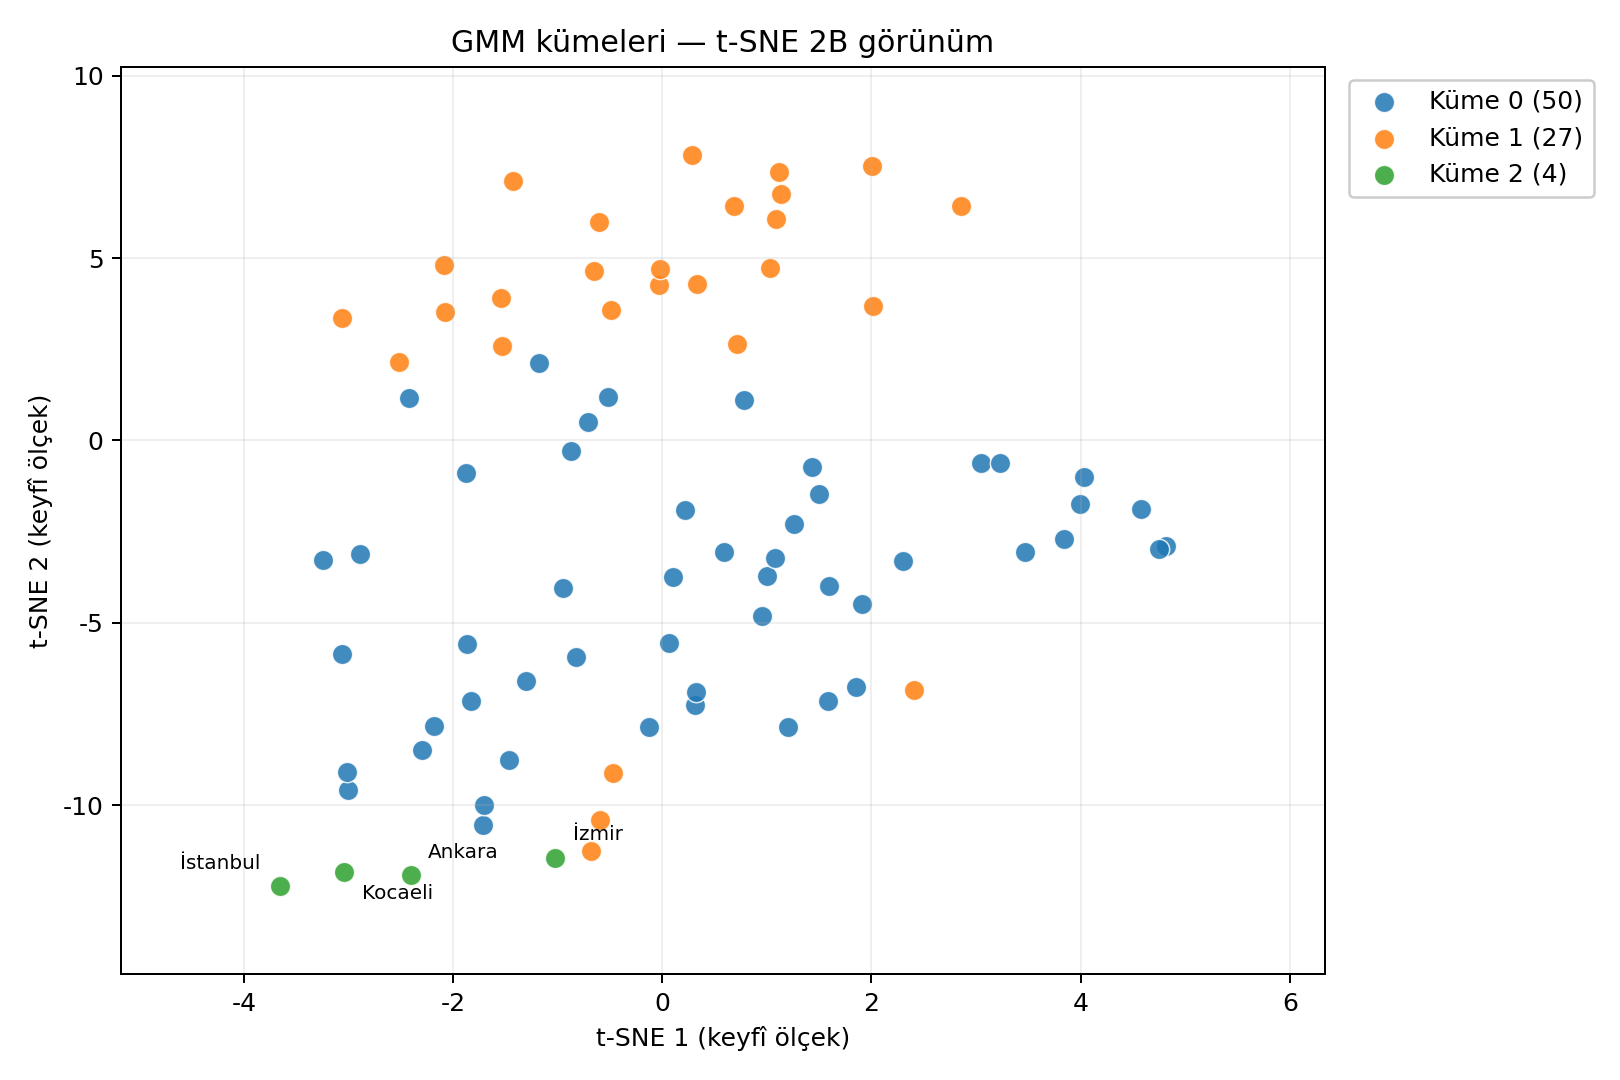 GMM kümeleri — t-SNE 2B görünüm
Küme 0 (50)
Küme 1 (27)
Küme 2 (4)
10
5
0
-5
-10
t-SNE 2 (keyfî ölçek)
İzmir
Ankara
İstanbul
Kocaeli
-4
-2
0
2
4
6
t-SNE 1 (keyfî ölçek)